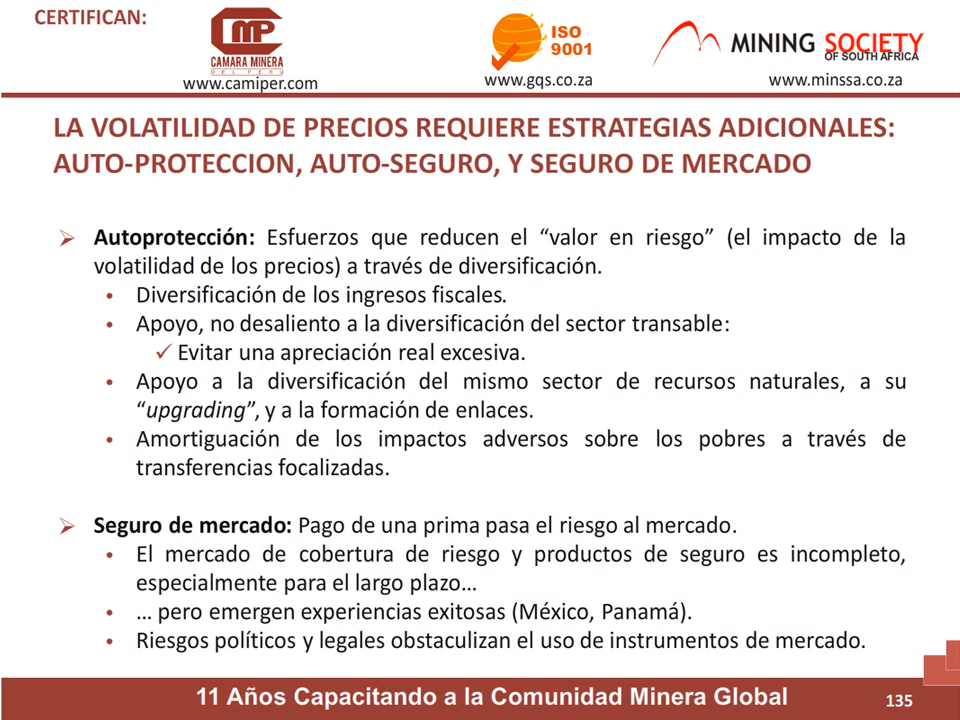 CERTIFICAN:
CMP
CAMARA MINERA
DEL PERU
www.camiper.com
ISO
9001
www.gqs.co.za
MINING SOCIETY
OF SOUTH AFRICA
www.minssa.co.za
LA VOLATILIDAD DE PRECIOS REQUIERE ESTRATEGIAS ADICIONALES:
AUTO-PROTECCION, AUTO-SEGURO, Y SEGURO DE MERCADO
➢ Autoprotección: Esfuerzos que reducen el “valor en riesgo” (el impacto de la
volatilidad de los precios) a través de diversificación.
• Diversificación de los ingresos fiscales.
• Apoyo, no desaliento a la diversificación del sector transable:
✓ Evitar una apreciación real excesiva.
• Apoyo a la diversificación del mismo sector de recursos naturales, a su
“upgrading”, y a la formación de enlaces.
• Amortiguación de los impactos adversos sobre los pobres a través de
transferencias focalizadas.
➢ Seguro de mercado: Pago de una prima pasa el riesgo al mercado.
• El mercado de cobertura de riesgo y productos de seguro es incompleto,
especialmente para el largo plazo…
• … pero emergen experiencias exitosas (México, Panamá).
• Riesgos políticos y legales obstaculizan el uso de instrumentos de mercado.
11 Años Capacitando a la Comunidad Minera Global
135